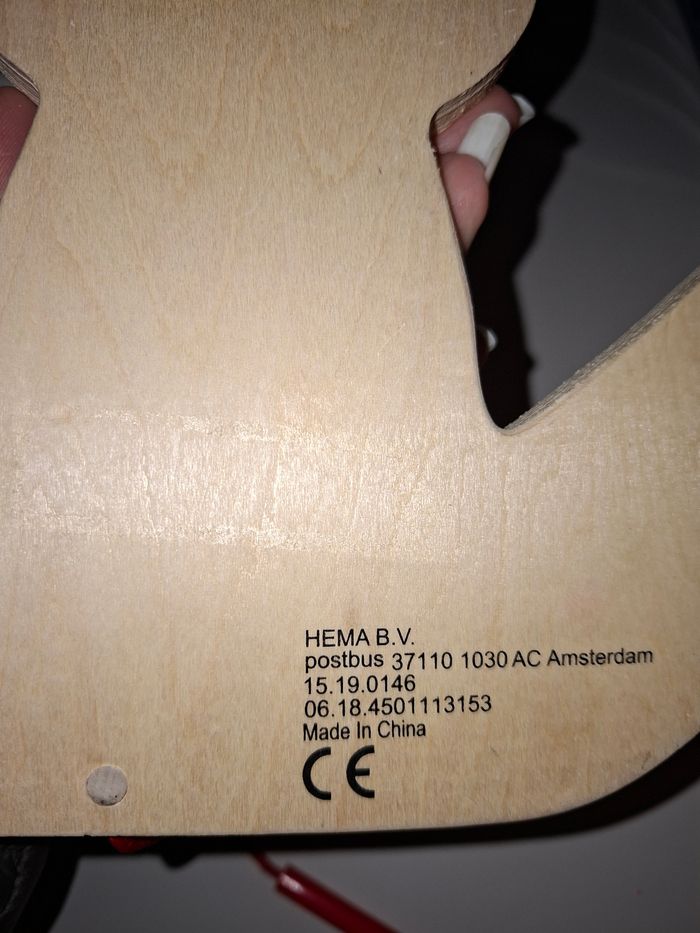 HEMA B.V.
postbus 37110 1030 AC Amsterdam
15.19.0146
06.18.4501113153
Made In China
CE